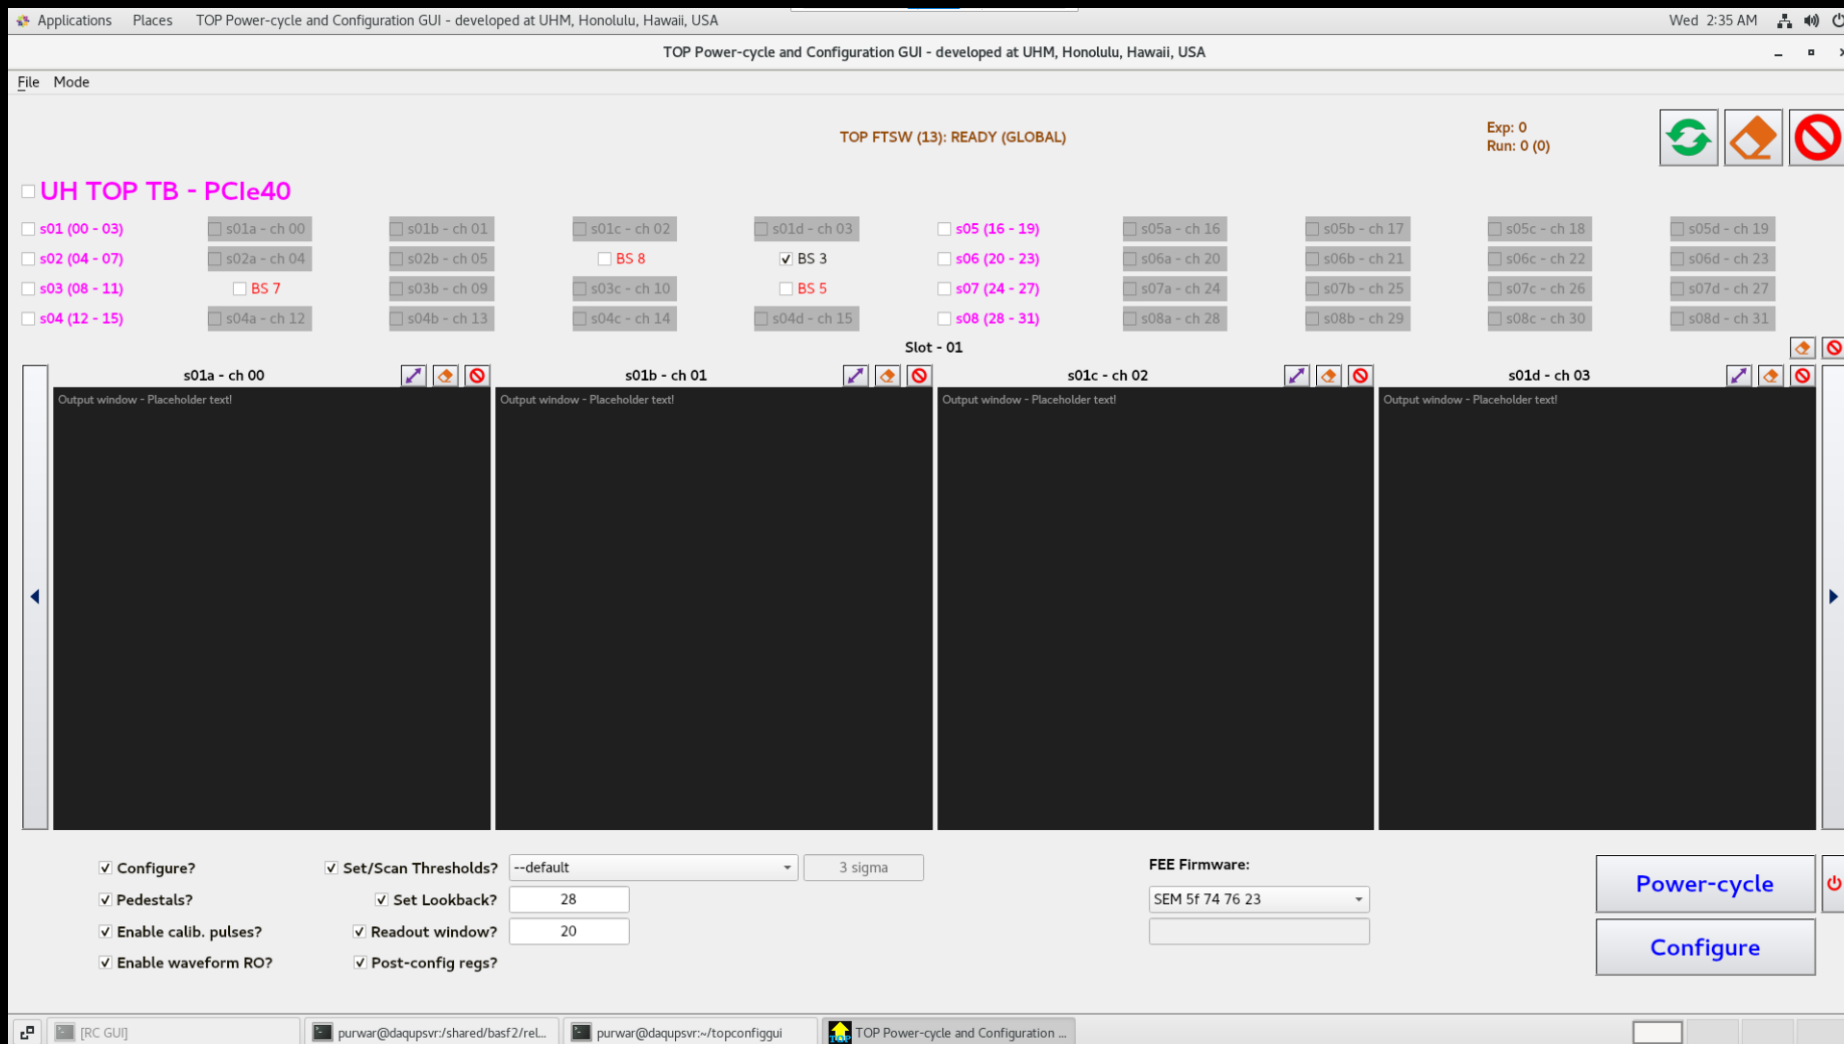 Applications Places TOP Power-cycle and Configuration GUI - developed at UHM, Honolulu, Hawaii, USA Wed 2:35 AM
TOP Power-cycle and Configuration GUI - developed at UHM, Honolulu, Hawaii, USA
File Mode
TOP FTSW (13): READY (GLOBAL)
Exp: 0
Run: 0 (0)
UH TOP TB - PCIe40
s01 (00 - 03) s01a - ch 00 s01b - ch 01 s01c - ch 02 s01d - ch 03 s05 (16 - 19) s05a - ch 16 s05b - ch 17 s05c - ch 18 s05d - ch 19
s02 (04 - 07) s02a - ch 04 s02b - ch 05 BS 8 BS 3 s06 (20 - 23) s06a - ch 20 s06b - ch 21 s06c - ch 22 s06d - ch 23
s03 (08 - 11) BS 7 s03b - ch 09 s03c - ch 10 BS 5 s07 (24 - 27) s07a - ch 24 s07b - ch 25 s07c - ch 26 s07d - ch 27
s04 (12 - 15) s04a - ch 12 s04b - ch 13 s04c - ch 14 s04d - ch 15 s08 (28 - 31) s08a - ch 28 s08b - ch 29 s08c - ch 30 s08d - ch 31
Slot - 01
s01a - ch 00 s01b - ch 01 s01c - ch 02 s01d - ch 03
Output window - Placeholder text! Output window - Placeholder text! Output window - Placeholder text! Output window - Placeholder text!
Configure? Set/Scan Thresholds? --default 3 sigma FEE Firmware: Power-cycle
Pedestals? Set Lookback? 28 SEM 5f 74 76 23
Enable calib. pulses? Readout window? 20 Configure
Enable waveform RO? Post-config regs?
[RC GUI] purwar@daqupsvr:/shared/basf2/rel... purwar@daqupsvr:~/topconfiggui TOP TOP Power-cycle and Configuration ...